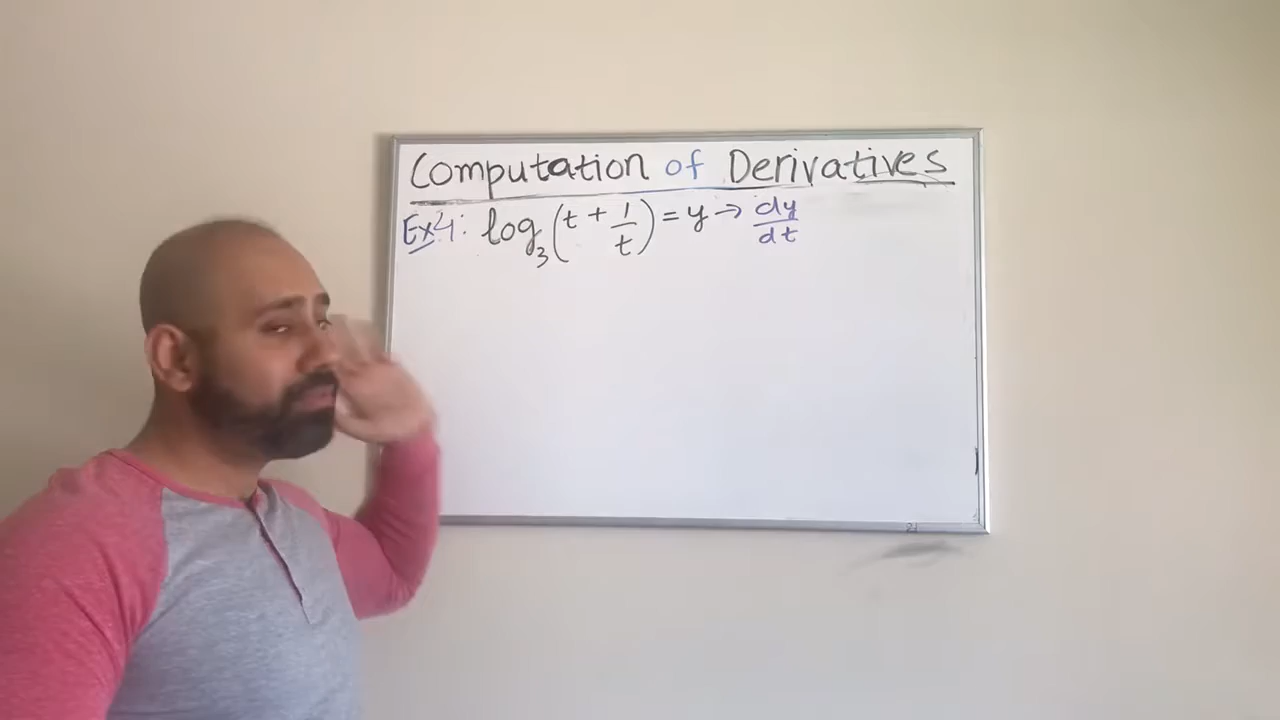 Computation of Derivatives
Ex4: log₃(t + 1/t) = y → dy/dt